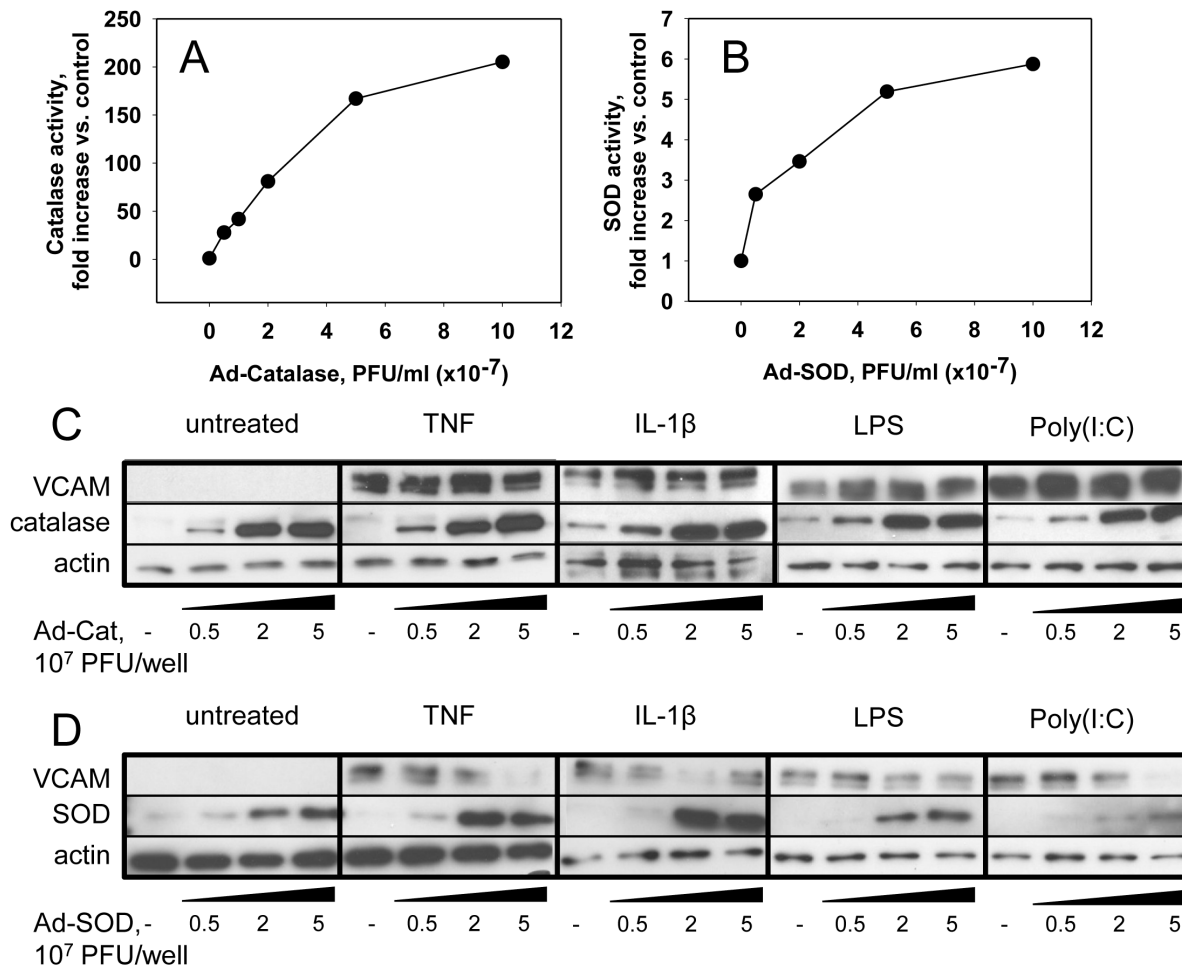 A
Catalase activity,
fold increase vs. control
250
200
150
100
50
0
0 2 4 6 8 10 12
Ad-Catalase, PFU/ml (x10⁻⁷)
B
SOD activity,
fold increase vs. control
7
6
5
4
3
2
1
0
0 2 4 6 8 10 12
Ad-SOD, PFU/ml (x10⁻⁷)
C
untreated TNF IL-1β LPS Poly(I:C)
VCAM
catalase
actin
Ad-Cat, - 0.5 2 5 - 0.5 2 5 - 0.5 2 5 - 0.5 2 5 - 0.5 2 5
10⁷ PFU/well
D
untreated TNF IL-1β LPS Poly(I:C)
VCAM
SOD
actin
Ad-SOD, - 0.5 2 5 - 0.5 2 5 - 0.5 2 5 - 0.5 2 5 - 0.5 2 5
10⁷ PFU/well